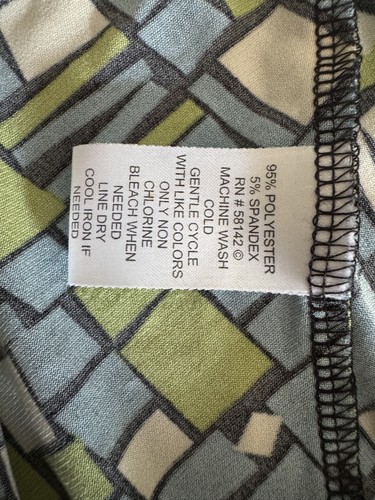 95% POLYESTER
5% SPANDEX
RN # 58142 ©
MACHINE WASH
COLD
GENTLE CYCLE
WITH LIKE COLORS
ONLY NON
CHLORINE
BLEACH WHEN
NEEDED
LINE DRY
COOL IRON IF
NEEDED